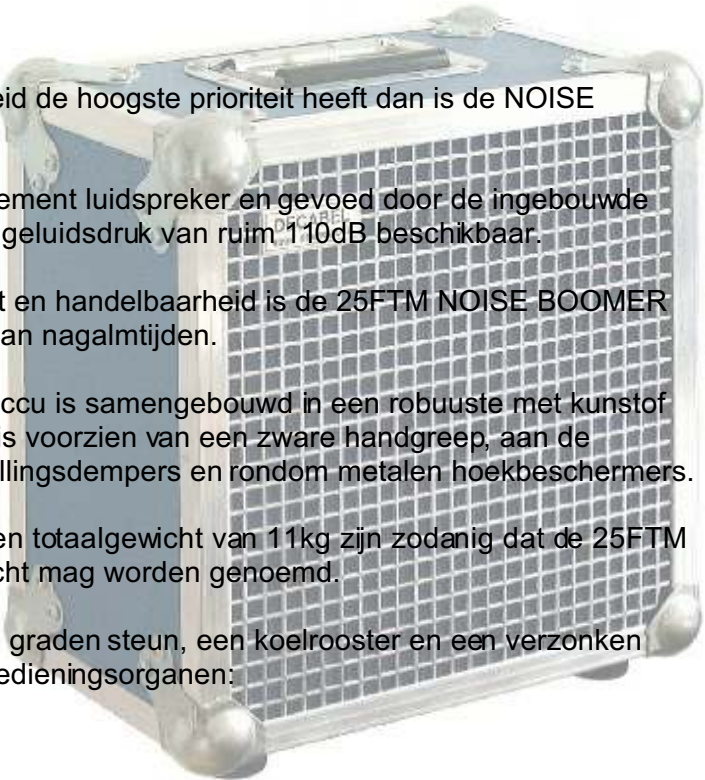 eid de hoogste prioriteit heeft dan is de NOISE
ement luidspreker en gevoed door de ingebouwde
DECABEL
geluidsdruk van ruim 110dB beschikbaar.
t en handelbaarheid is de 25FTM NOISE BOOMER
an nagalmtijden.
ccu is samengebouwd in een robuuste met kunstof
is voorzien van een zware handgreep, aan de
llingsdempers en rondom metalen hoekbeschermers.
en totaalgewicht van 11kg zijn zodanig dat de 25FTM
cht mag worden genoemd.
graden steun, een koelrooster en een verzonken
edieningsorganen: